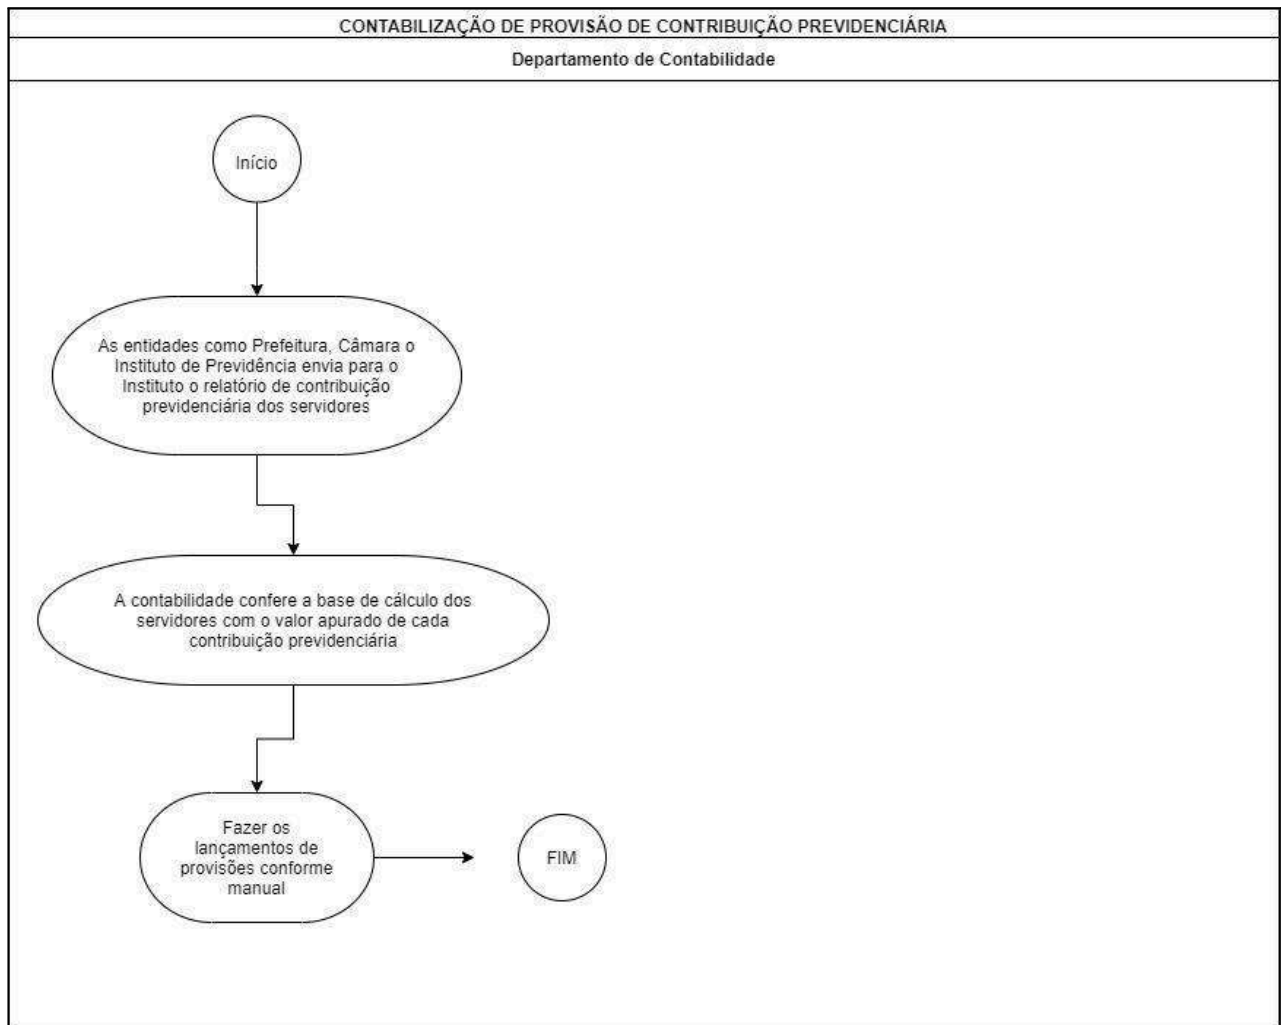 CONTABILIZAÇÃO DE PROVISÃO DE CONTRIBUIÇÃO PREVIDENCIÁRIA
Departamento de Contabilidade
Início
As entidades como Prefeitura, Câmara o
Instituto de Previdência envia para o
Instituto o relatório de contribuição
previdenciária dos servidores
A contabilidade confere a base de cálculo dos
servidores com o valor apurado de cada
contribuição previdenciária
Fazer os
lançamentos de
provisões conforme
manual
FIM